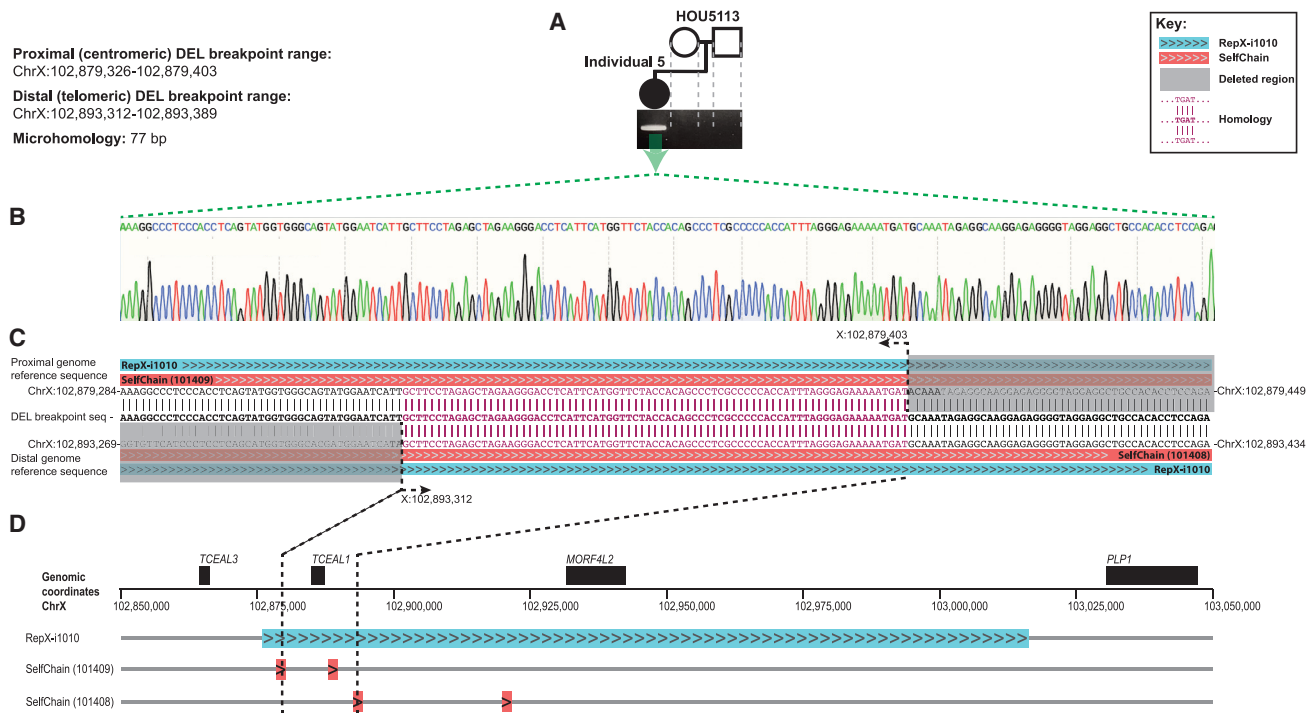 Proximal (centromeric) DEL breakpoint range:
ChrX:102,879,326-102,879,403
Distal (telomeric) DEL breakpoint range:
ChrX:102,893,312-102,893,389
Microhomology: 77 bp
A
HOU5113
Individual 5
Key:
>>>>>> RepX-i1010
>>>>>> SelfChain
Deleted region
...TGAT...
...TGAT... Homology
...TGAT...
B
AAAGGCCCTCCCACCTCAGTATGGTGGGCAGTATGGAATCATTGCTTCCTAGAGCTAGAAGGGACCTCATTCATGGTTCTACCACAGCCCTCGCCCCCACCATTTAGGGAGAAAAATGATGCAAATAGAGGCAAGGAGAGGGGTAGGAGGCTGCCACACCTCCAGA
C
X:102,879,403
Proximal genome
reference sequence
RepX-i1010
SelfChain (101409)
ChrX:102,879,284- AAAGGCCCTCCCACCTCAGTATGGTGGGCAGTATGGAATCATTGCTTCCTAGAGCTAGAAGGGACCTCATTCATGGTTCTACCACAGCCCTCGCCCCCACCATTTAGGGAGAAAAATGATACAAA -ChrX:102,879,449
DEL breakpoint seq - AAAGGCCCTCCCACCTCAGTATGGTGGGCAGTATGGAATCATTGCTTCCTAGAGCTAGAAGGGACCTCATTCATGGTTCTACCACAGCCCTCGCCCCCACCATTTAGGGAGAAAAATGATGCAAATAGAGGCAAGGAGAGGGGTAGGAGGCTGCCACACCTCCAGA
ChrX:102,893,269- GCTTCCTAGAGCTAGAAGGGACCTCATTCATGGTTCTACCACAGCCCTCGCCCCCACCATTTAGGGAGAAAAATGATGCAAATAGAGGCAAGGAGAGGGGTAGGAGGCTGCCACACCTCCAGA -ChrX:102,893,434
Distal genome
reference sequence
SelfChain (101408)
RepX-i1010
X:102,893,312
D
TCEAL3 TCEAL1 MORF4L2 PLP1
Genomic
coordinates
ChrX
102,850,000 102,875,000 102,900,000 102,925,000 102,950,000 102,975,000 103,000,000 103,025,000 103,050,000
RepX-i1010
SelfChain (101409)
SelfChain (101408)